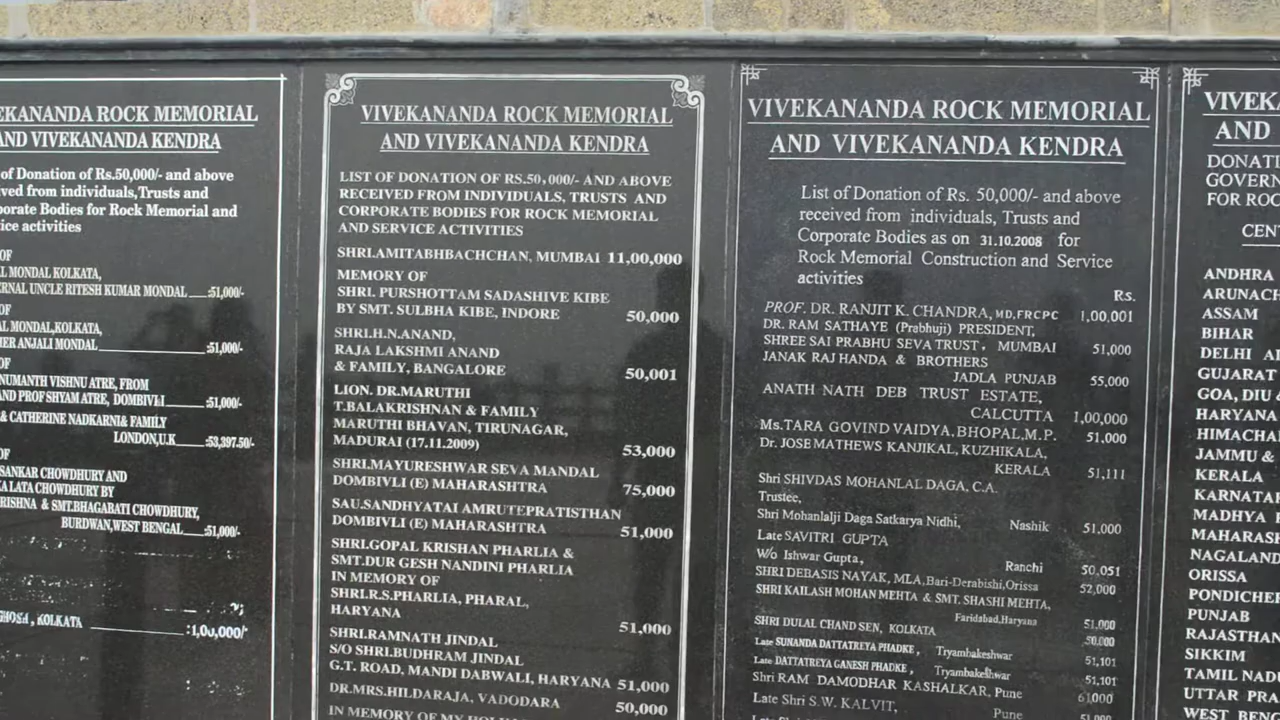 EKANANDA ROCK MEMORIAL
AND VIVEKANANDA KENDRA
of Donation of Rs.50,000/- and above
ved from individuals,Trusts and
porate Bodies for Rock Memorial and
ice activities
OF
L MONDAL KOLKATA,
ERNAL UNCLE RITESH KUMAR MONDAL :51,000/-
OF
AL MONDAL,KOLKATA,
HER ANJALI MONDAL :51,000/-
OF
NUMANTH VISHNU ATRE, FROM
AND PROF SHYAM ATRE, DOMBIVLI :51,000/-
& CATHERINE NADKARNI& FAMILY
LONDON,U.K :53,397.50/-
OF
SANKAR CHOWDHURY AND
KA LATA CHOWDHURY BY
RISHNA & SMT.BHAGABATI CHOWDHURY,
BURDWAN,WEST BENGAL :51,000/-
GHOSA , KOLKATA :1,00,000/-
VIVEKANANDA ROCK MEMORIAL
AND VIVEKANANDA KENDRA
LIST OF DONATION OF RS.50,000/- AND ABOVE
RECEIVED FROM INDIVIDUALS, TRUSTS AND
CORPORATE BODIES FOR ROCK MEMORIAL
AND SERVICE ACTIVITIES
SHRI.AMITABHBACHCHAN, MUMBAI 11,00,000
MEMORY OF
SHRI. PURSHOTTAM SADASHIVE KIBE
BY SMT. SULBHA KIBE, INDORE 50,000
SHRI.H.N.ANAND,
RAJA LAKSHMI ANAND
& FAMILY, BANGALORE 50,001
LION. DR.MARUTHI
T.BALAKRISHNAN & FAMILY
MARUTHI BHAVAN, TIRUNAGAR,
MADURAI (17.11.2009) 53,000
SHRI.MAYURESHWAR SEVA MANDAL
DOMBIVLI (E) MAHARASHTRA 75,000
SAU.SANDHYATAI AMRUTEPRATISTHAN
DOMBIVLI (E) MAHARASHTRA 51,000
SHRI.GOPAL KRISHAN PHARLIA &
SMT.DUR GESH NANDINI PHARLIA
IN MEMORY OF
SHRI.R.S.PHARLIA, PHARAL,
HARYANA 51,000
SHRI.RAMNATH JINDAL
S/O SHRI.BUDHRAM JINDAL
G.T. ROAD, MANDI DABWALI, HARYANA 51,000
DR.MRS.HILDARAJA, VADODARA 50,000
IN MEMORY OF MY
VIVEKANANDA ROCK MEMORIAL
AND VIVEKANANDA KENDRA
List of Donation of Rs. 50,000/- and above
received from individuals, Trusts and
Corporate Bodies as on 31.10.2008 for
Rock Memorial Construction and Service
activities
Rs.
PROF. DR. RANJIT K. CHANDRA, MD,FRCPC 1,00,001
DR. RAM SATHAYE (Prabhuji) PRESIDENT,
SHREE SAI PRABHU SEVA TRUST, MUMBAI 51,000
JANAK RAJ HANDA & BROTHERS
JADLA PUNJAB 55,000
ANATH NATH DEB TRUST ESTATE,
CALCUTTA 1,00,000
Ms.TARA GOVIND VAIDYA, BHOPAL,M.P. 51,000
Dr. JOSE MATHEWS KANJIKAL, KUZHIKALA,
KERALA 51,111
Shri SHIVDAS MOHANLAL DAGA, C.A.
Trustee,
Shri Mohanlalji Daga Satkarya Nidhi, Nashik 51,000
Late SAVITRI GUPTA
W/o Ishwar Gupta, Ranchi 50,051
SHRI DEBASIS NAYAK, MLA,Bari-Derabishi,Orissa 52,000
SHRI KAILASH MOHAN MEHTA & SMT. SHASHI MEHTA,
Faridabad,Haryana 51,000
SHRI DULAL CHAND SEN, KOLKATA 50,000
Late SUNANDA DATTATREYA PHADKE, Tryambakeshwar 51,101
Late DATTATREYA GANESH PHADKE, Tryambakeshwar 51,101
Shri RAM DAMODHAR KASHALKAR, Pune 61000
Late Shri S.W. KALVIT, Pune 51,000
VIVEK
AND
DONATI
GOVERN
FOR ROC
CENT
ANDHRA
ARUNACH
ASSAM
BIHAR
DELHI AD
GUJARAT
GOA, DIU &
HARYANA
HIMACHA
JAMMU &
KERALA
KARNATA
MADHYA P
MAHARASH
NAGALAND
ORISSA
PONDICHER
PUNJAB
RAJASTHAN
SIKKIM
TAMIL NADU
UTTAR PRA
WEST BENG